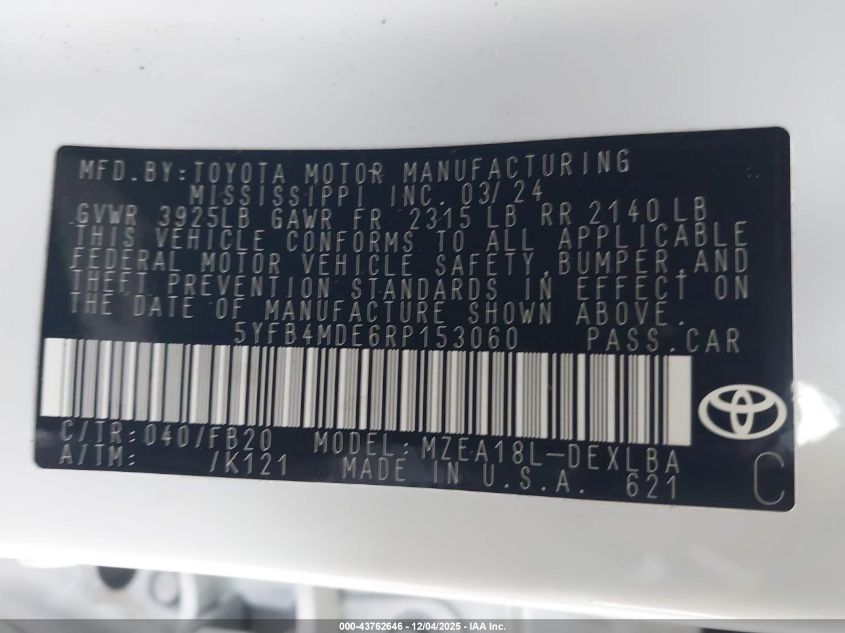 MFD.BY:TOYOTA MOTOR MANUFACTURING
MISSISSIPPI INC. 03/24
GVWR 3925LB GAWR FR 2315 LB RR 2140 LB
THIS VEHICLE CONFORMS TO ALL APPLICABLE
FEDERAL MOTOR VEHICLE SAFETY,BUMPER,AND
THEFT PREVENTION STANDARDS IN EFFECT ON
THE DATE OF MANUFACTURE SHOWN ABOVE.
5YFB4MDE6RP153060 PASS.CAR
C/TR:040/FB20 MODEL:MZEA18L-DEXLBA
A/TM: /K121 MADE IN U.S.A. 621
C
000-43762646 - 12/04/2025 - IAA Inc.